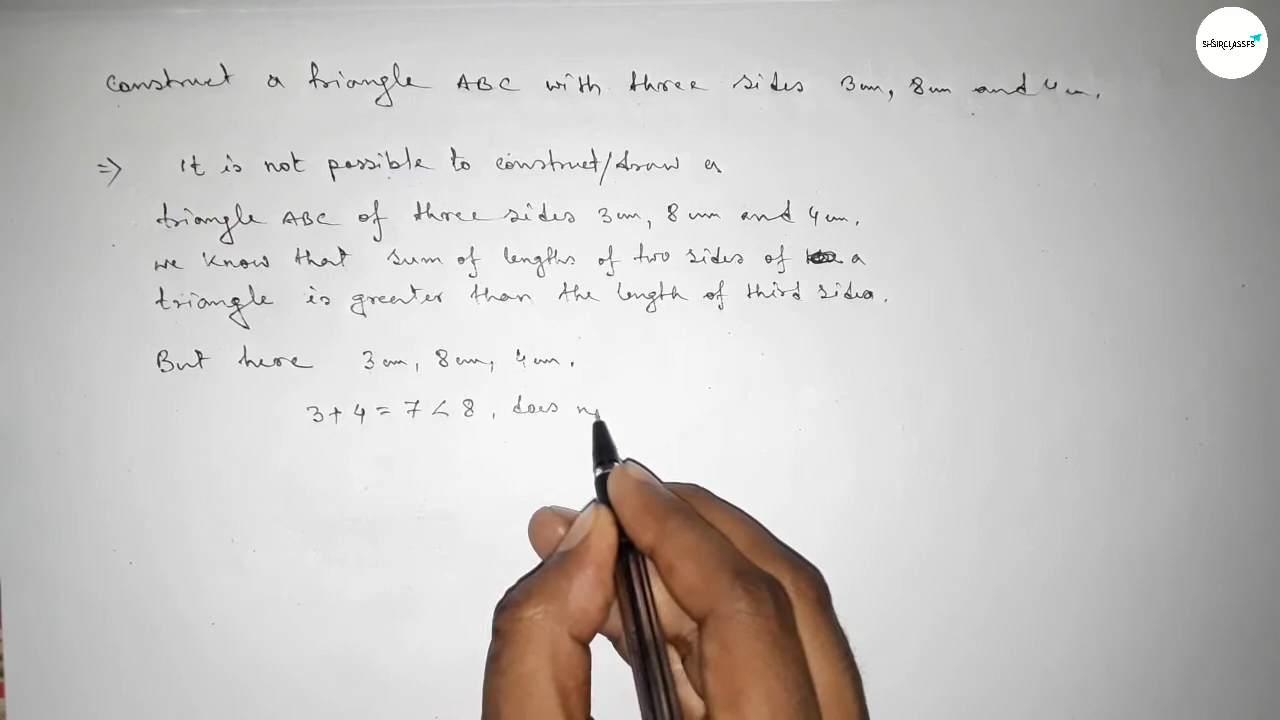 SHSIRCLASSES
construct a triangle ABC with three sides 3cm, 8cm and 4cm.
=> It is not possible to construct/draw a
triangle ABC of three sides 3cm, 8cm and 4cm.
we know that sum of lengths of two sides of a
triangle is greater than the length of third side.
But here 3cm, 8cm, 4cm.
3+4=7<8, does n